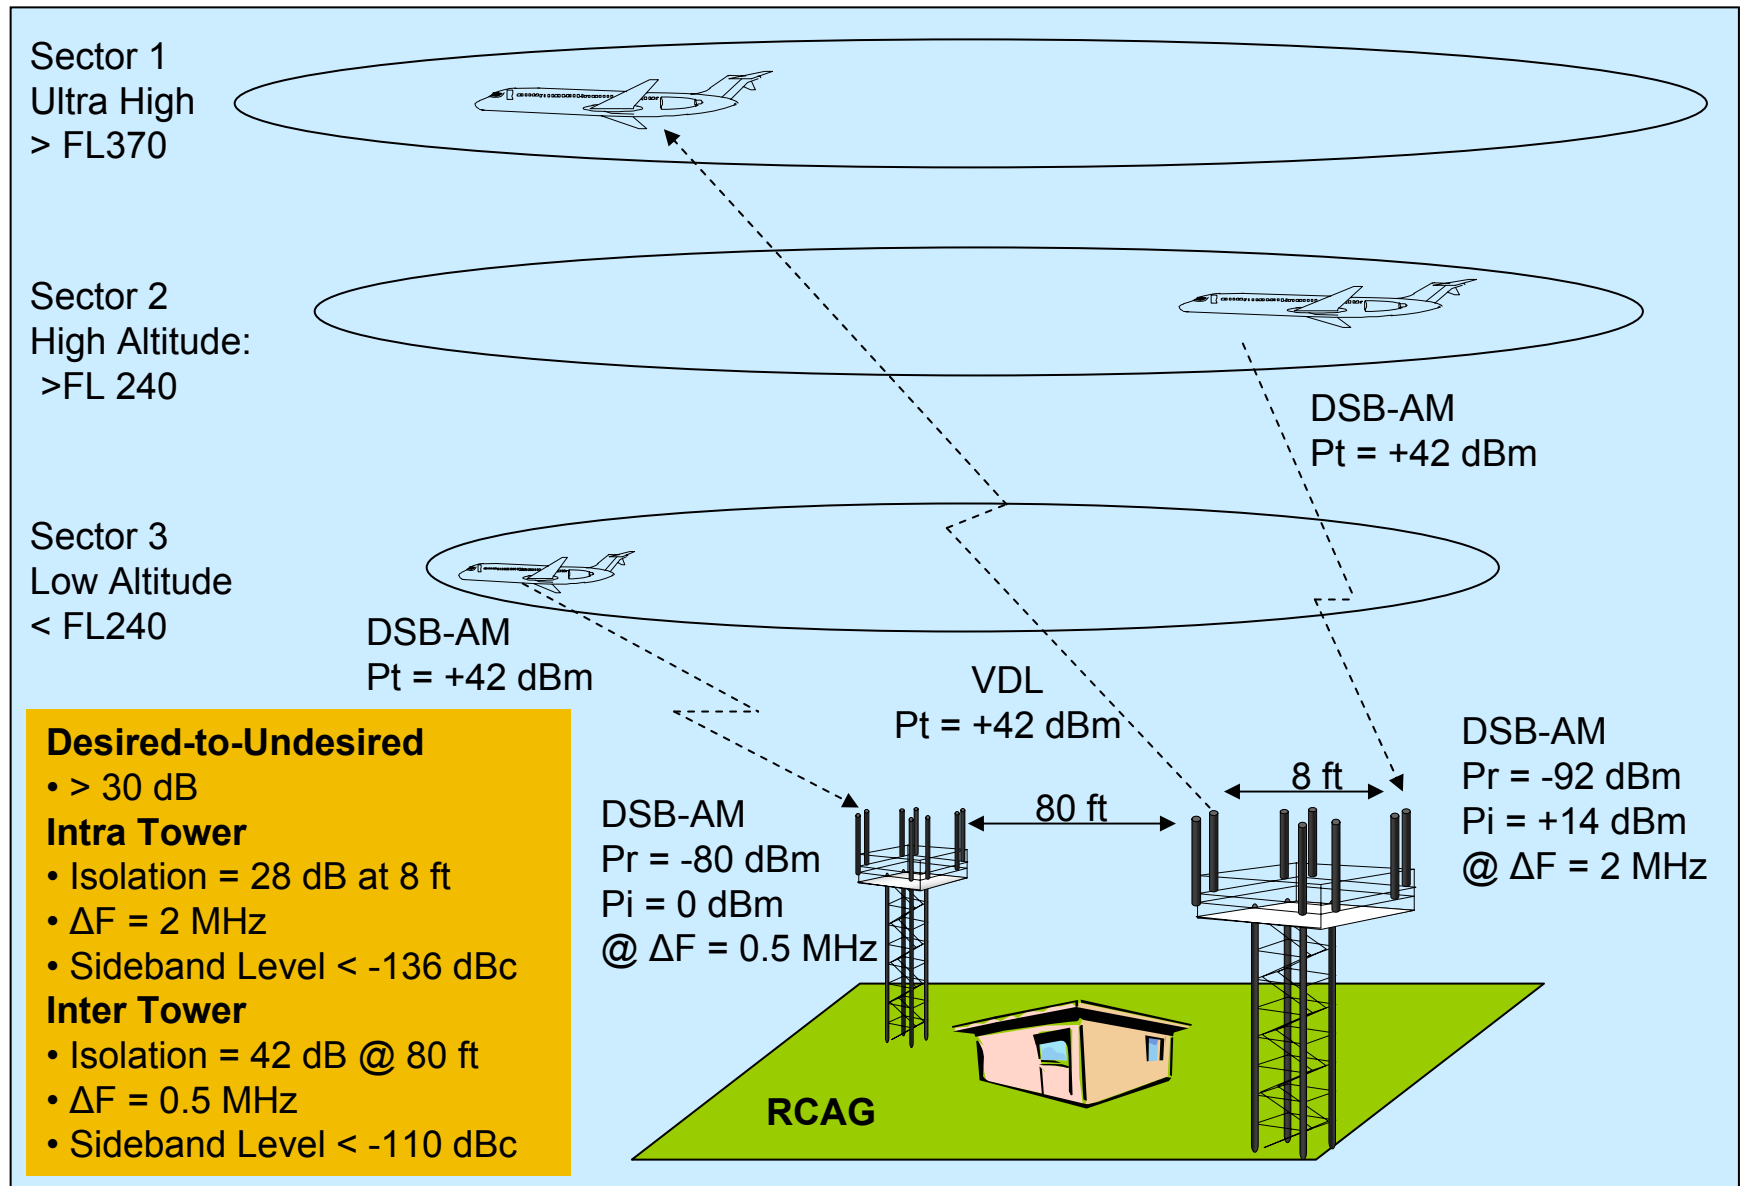 Sector 1
Ultra High
> FL370
Sector 2
High Altitude:
>FL 240
DSB-AM
Pt = +42 dBm
Sector 3
Low Altitude
< FL240
DSB-AM
Pt = +42 dBm
VDL
Pt = +42 dBm
Desired-to-Undesired
• > 30 dB
Intra Tower
• Isolation = 28 dB at 8 ft
• ΔF = 2 MHz
• Sideband Level < -136 dBc
Inter Tower
• Isolation = 42 dB @ 80 ft
• ΔF = 0.5 MHz
• Sideband Level < -110 dBc
DSB-AM
Pr = -80 dBm
Pi = 0 dBm
@ ΔF = 0.5 MHz
80 ft
8 ft
DSB-AM
Pr = -92 dBm
Pi = +14 dBm
@ ΔF = 2 MHz
RCAG